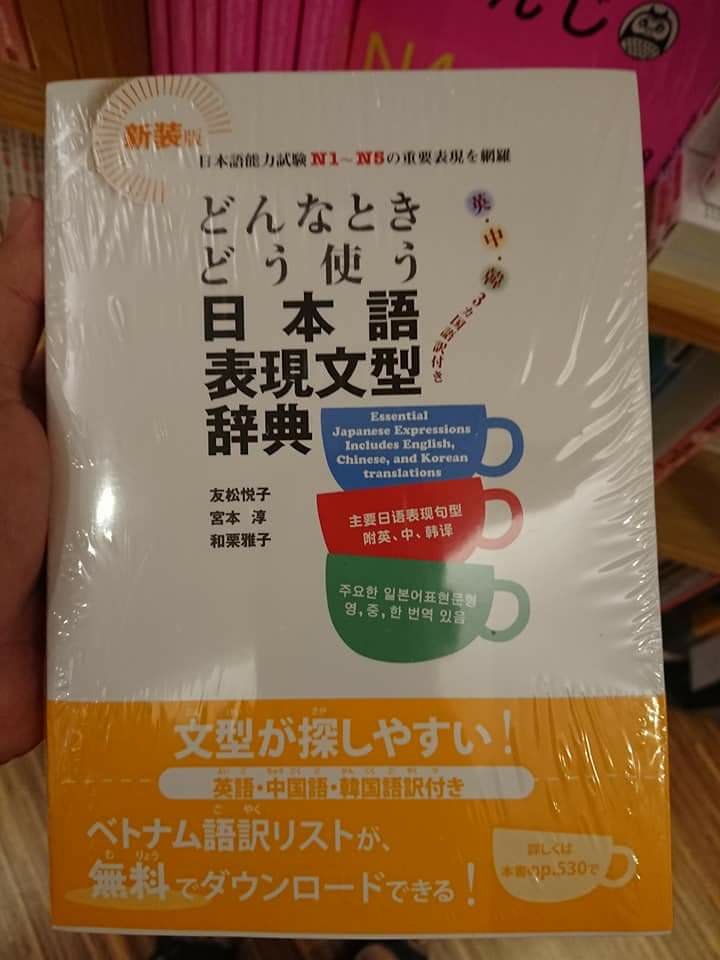 新装版
日本語能力試験 N1～N5の重要表現を網羅
どんなとき
どう使う
日本語
表現文型
辞典
英・中・韓 3カ国語訳付き
Essential
Japanese Expressions
Includes English,
Chinese, and Korean
translations
主要日语表现句型
附英、中、韩译
주요한 일본어표현문형
영, 중, 한 번역 있음
友松悦子
宮本 淳
和栗雅子
文型が探しやすい！
英語・中国語・韓国語訳付き
ベトナム語訳リストが、
無料でダウンロードできる！
詳しくは
本書のp.530で